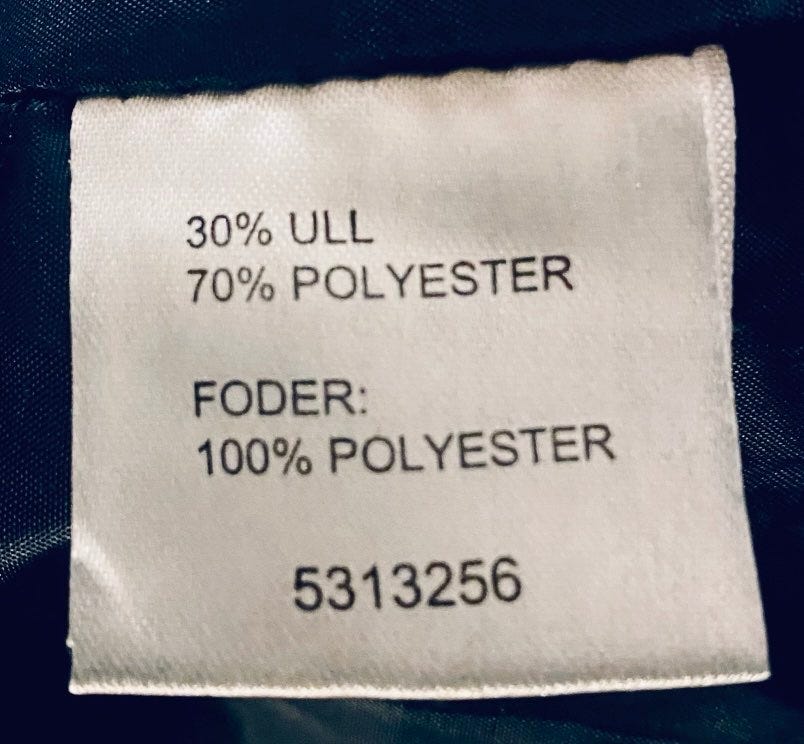 30% ULL
70% POLYESTER
FODER:
100% POLYESTER
5313256